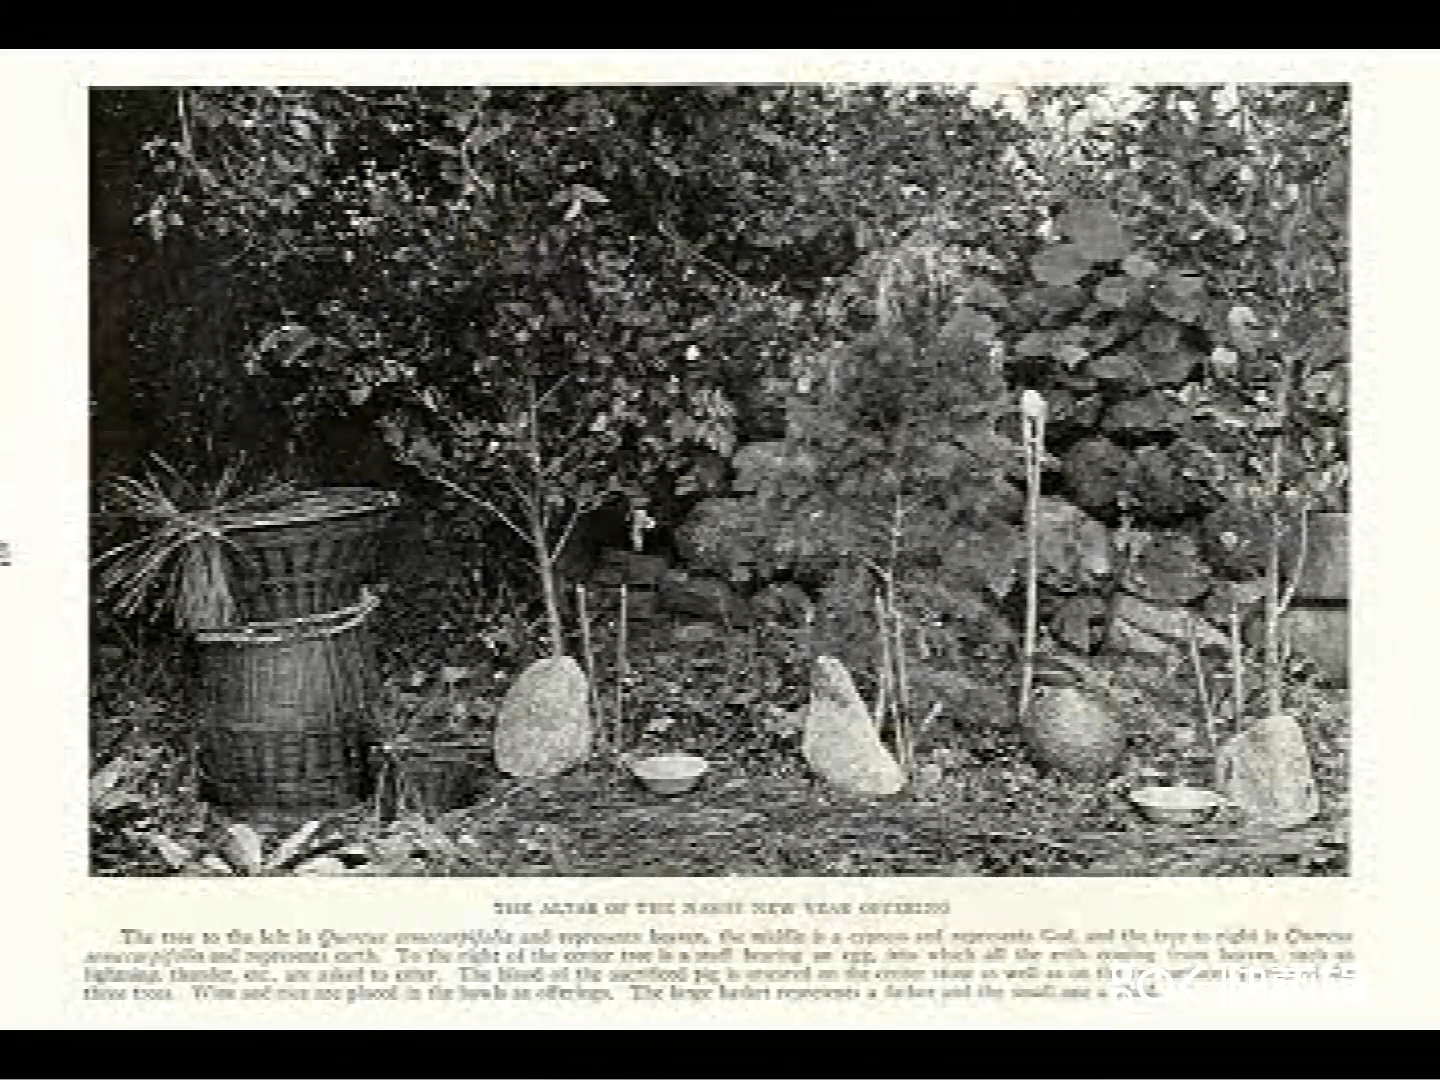 THE ALTAR OF THE NASHI NEW YEAR OFFERING
The tree to the left is Quercus semecarpifolia and represents heaven, the middle is a cypress and represents God, and the tree to right is Quercus
semecarpifolia and represents earth. To the right of the center tree is a staff bearing an egg, into which all the evils coming from heaven, such as
lightning, thunder, etc., are asked to enter. The blood of the sacrificed pig is smeared on the center stone as well as on the
three trees. Wine and rice are placed in the bowls as offerings. The large basket represents a father and the small one a